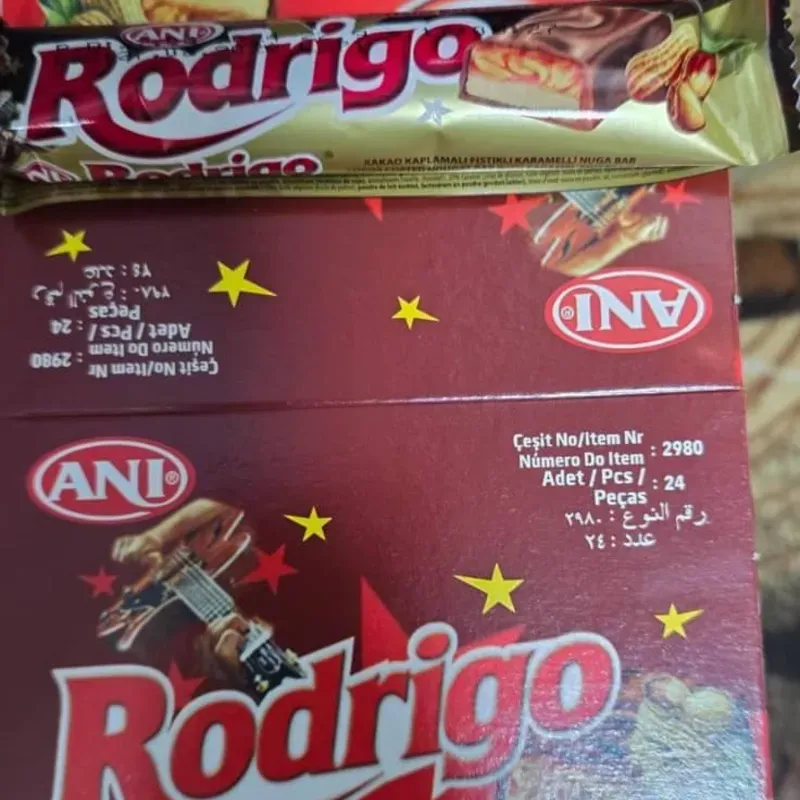 ANI
Rodrigo
ANI Rodrigo
KAKAO KAPLAMALI FISTIKLI KARAMELLI NUGA BAR
ANI®
Çeşit No/Item Nr : 2980
Número Do Item
Adet / Pcs / : 24
Peças
رقم النوع : ٢٩٨٠
عدد : ٢٤
ANI®
Çeşit No/Item Nr : 2980
Número Do Item
Adet / Pcs / : 24
Peças
رقم النوع : ٢٩٨٠
عدد : ٢٤
Rodrigo